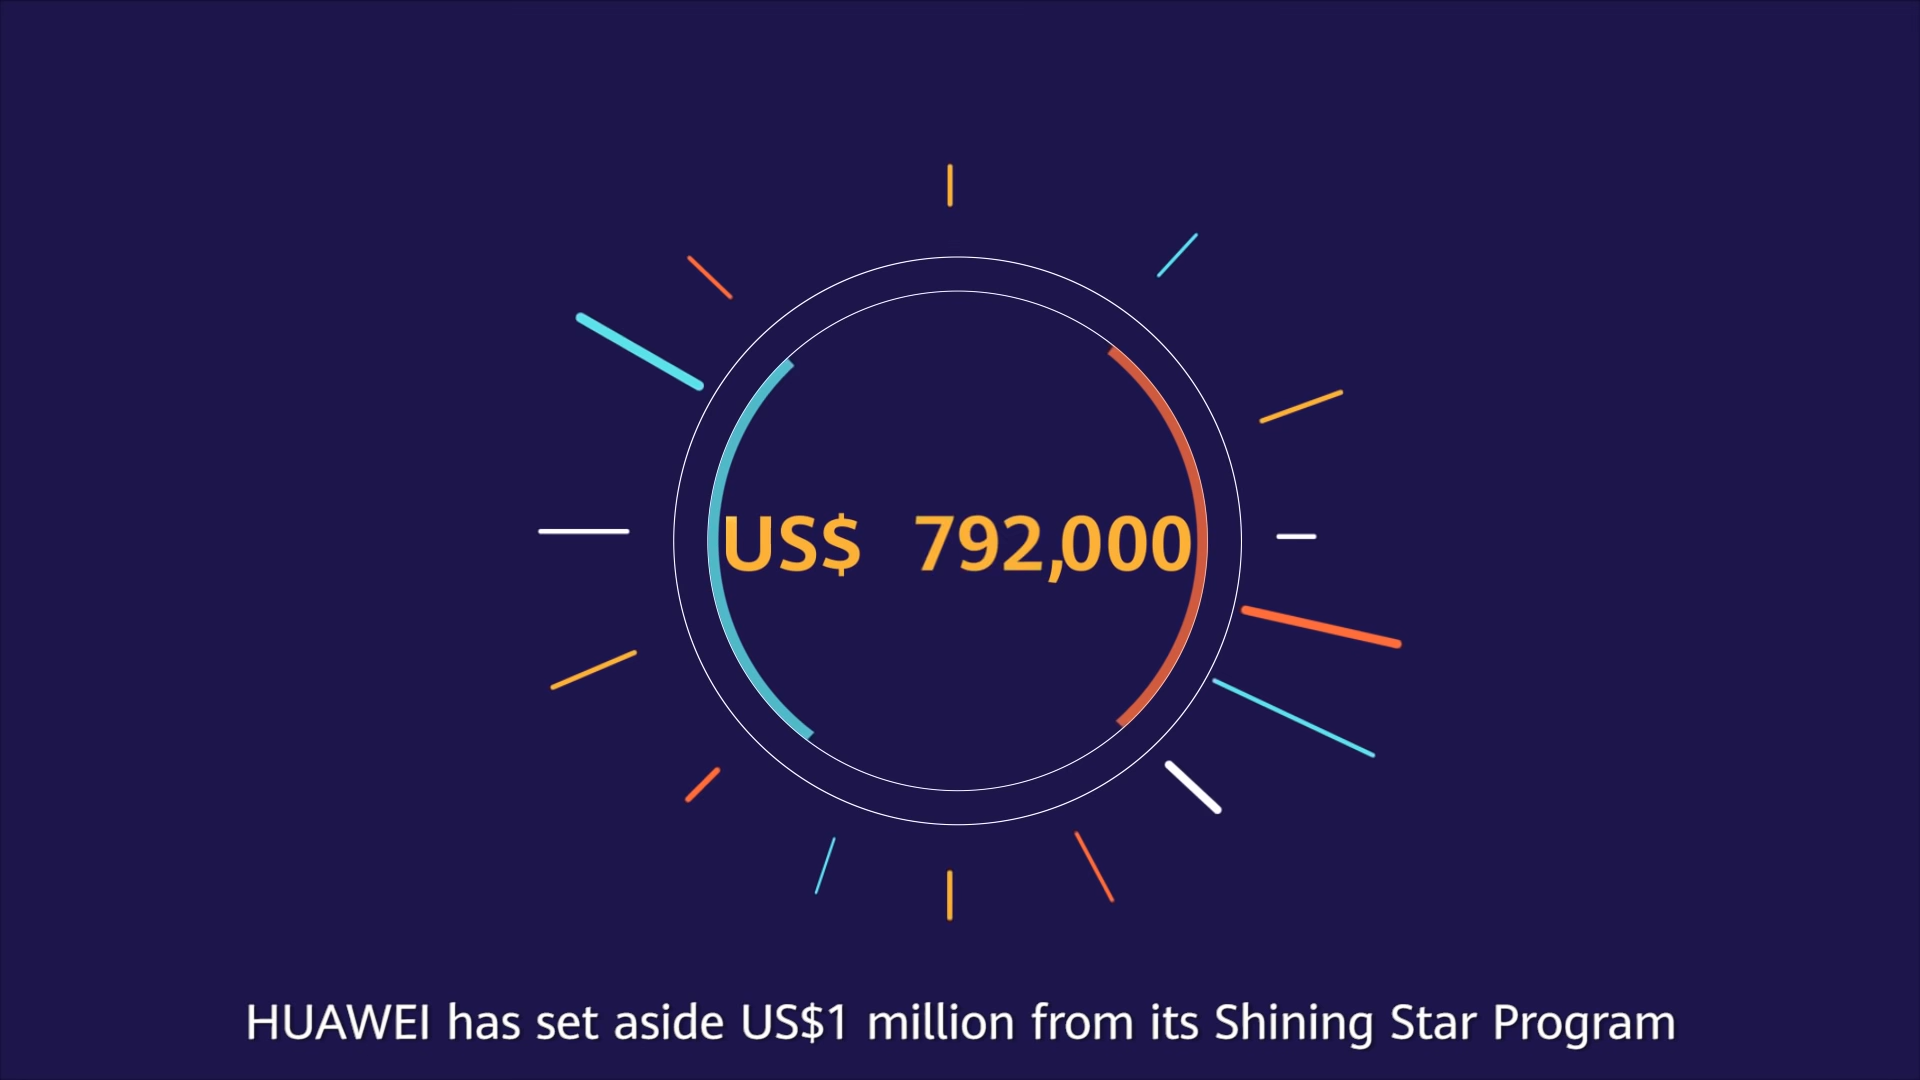 US$ 792,000
HUAWEI has set aside US$1 million from its Shining Star Program